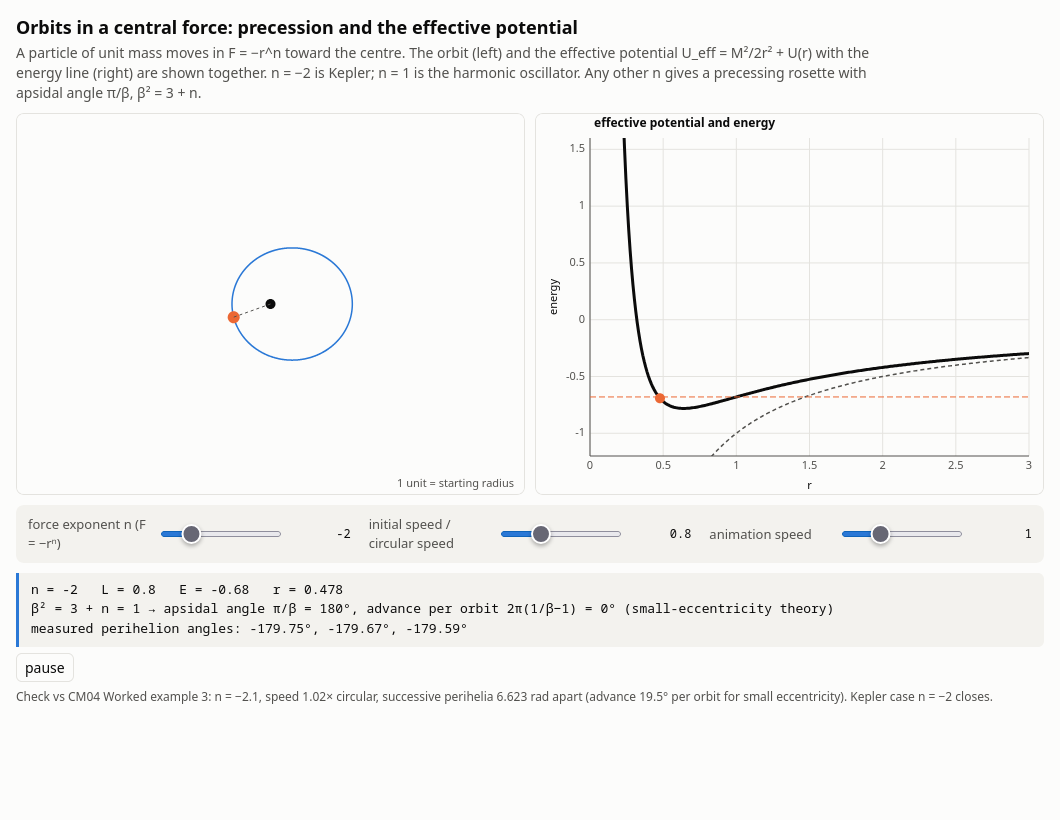 Orbits in a central force: precession and the effective potential
A particle of unit mass moves in F = −r^n toward the centre. The orbit (left) and the effective potential U_eff = M²/2r² + U(r) with the
energy line (right) are shown together. n = −2 is Kepler; n = 1 is the harmonic oscillator. Any other n gives a precessing rosette with
apsidal angle π/β, β² = 3 + n.
1 unit = starting radius
effective potential and energy
1.5
1
0.5
0
-0.5
-1
energy
0 0.5 1 1.5 2 2.5 3
r
force exponent n (F
= −rⁿ)
-2
initial speed /
circular speed
0.8
animation speed
1
n = -2 L = 0.8 E = -0.68 r = 0.478
β² = 3 + n = 1 → apsidal angle π/β = 180°, advance per orbit 2π(1/β−1) = 0° (small-eccentricity theory)
measured perihelion angles: -179.75°, -179.67°, -179.59°
pause
Check vs CM04 Worked example 3: n = −2.1, speed 1.02× circular, successive perihelia 6.623 rad apart (advance 19.5° per orbit for small eccentricity). Kepler case n = −2 closes.